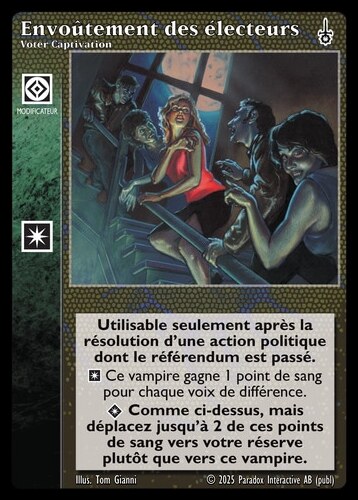 Envoûtement des électeurs
Voter Captivation
MODIFICATEUR
Utilisable seulement après la
résolution d'une action politique
dont le référendum est passé.
Ce vampire gagne 1 point de sang
pour chaque voix de différence.
Comme ci-dessus, mais
déplacez jusqu'à 2 de ces points
de sang vers votre réserve
plutôt que vers ce vampire.
Illus. Tom Gianni
© 2025 Paradox Interactive AB (publ)